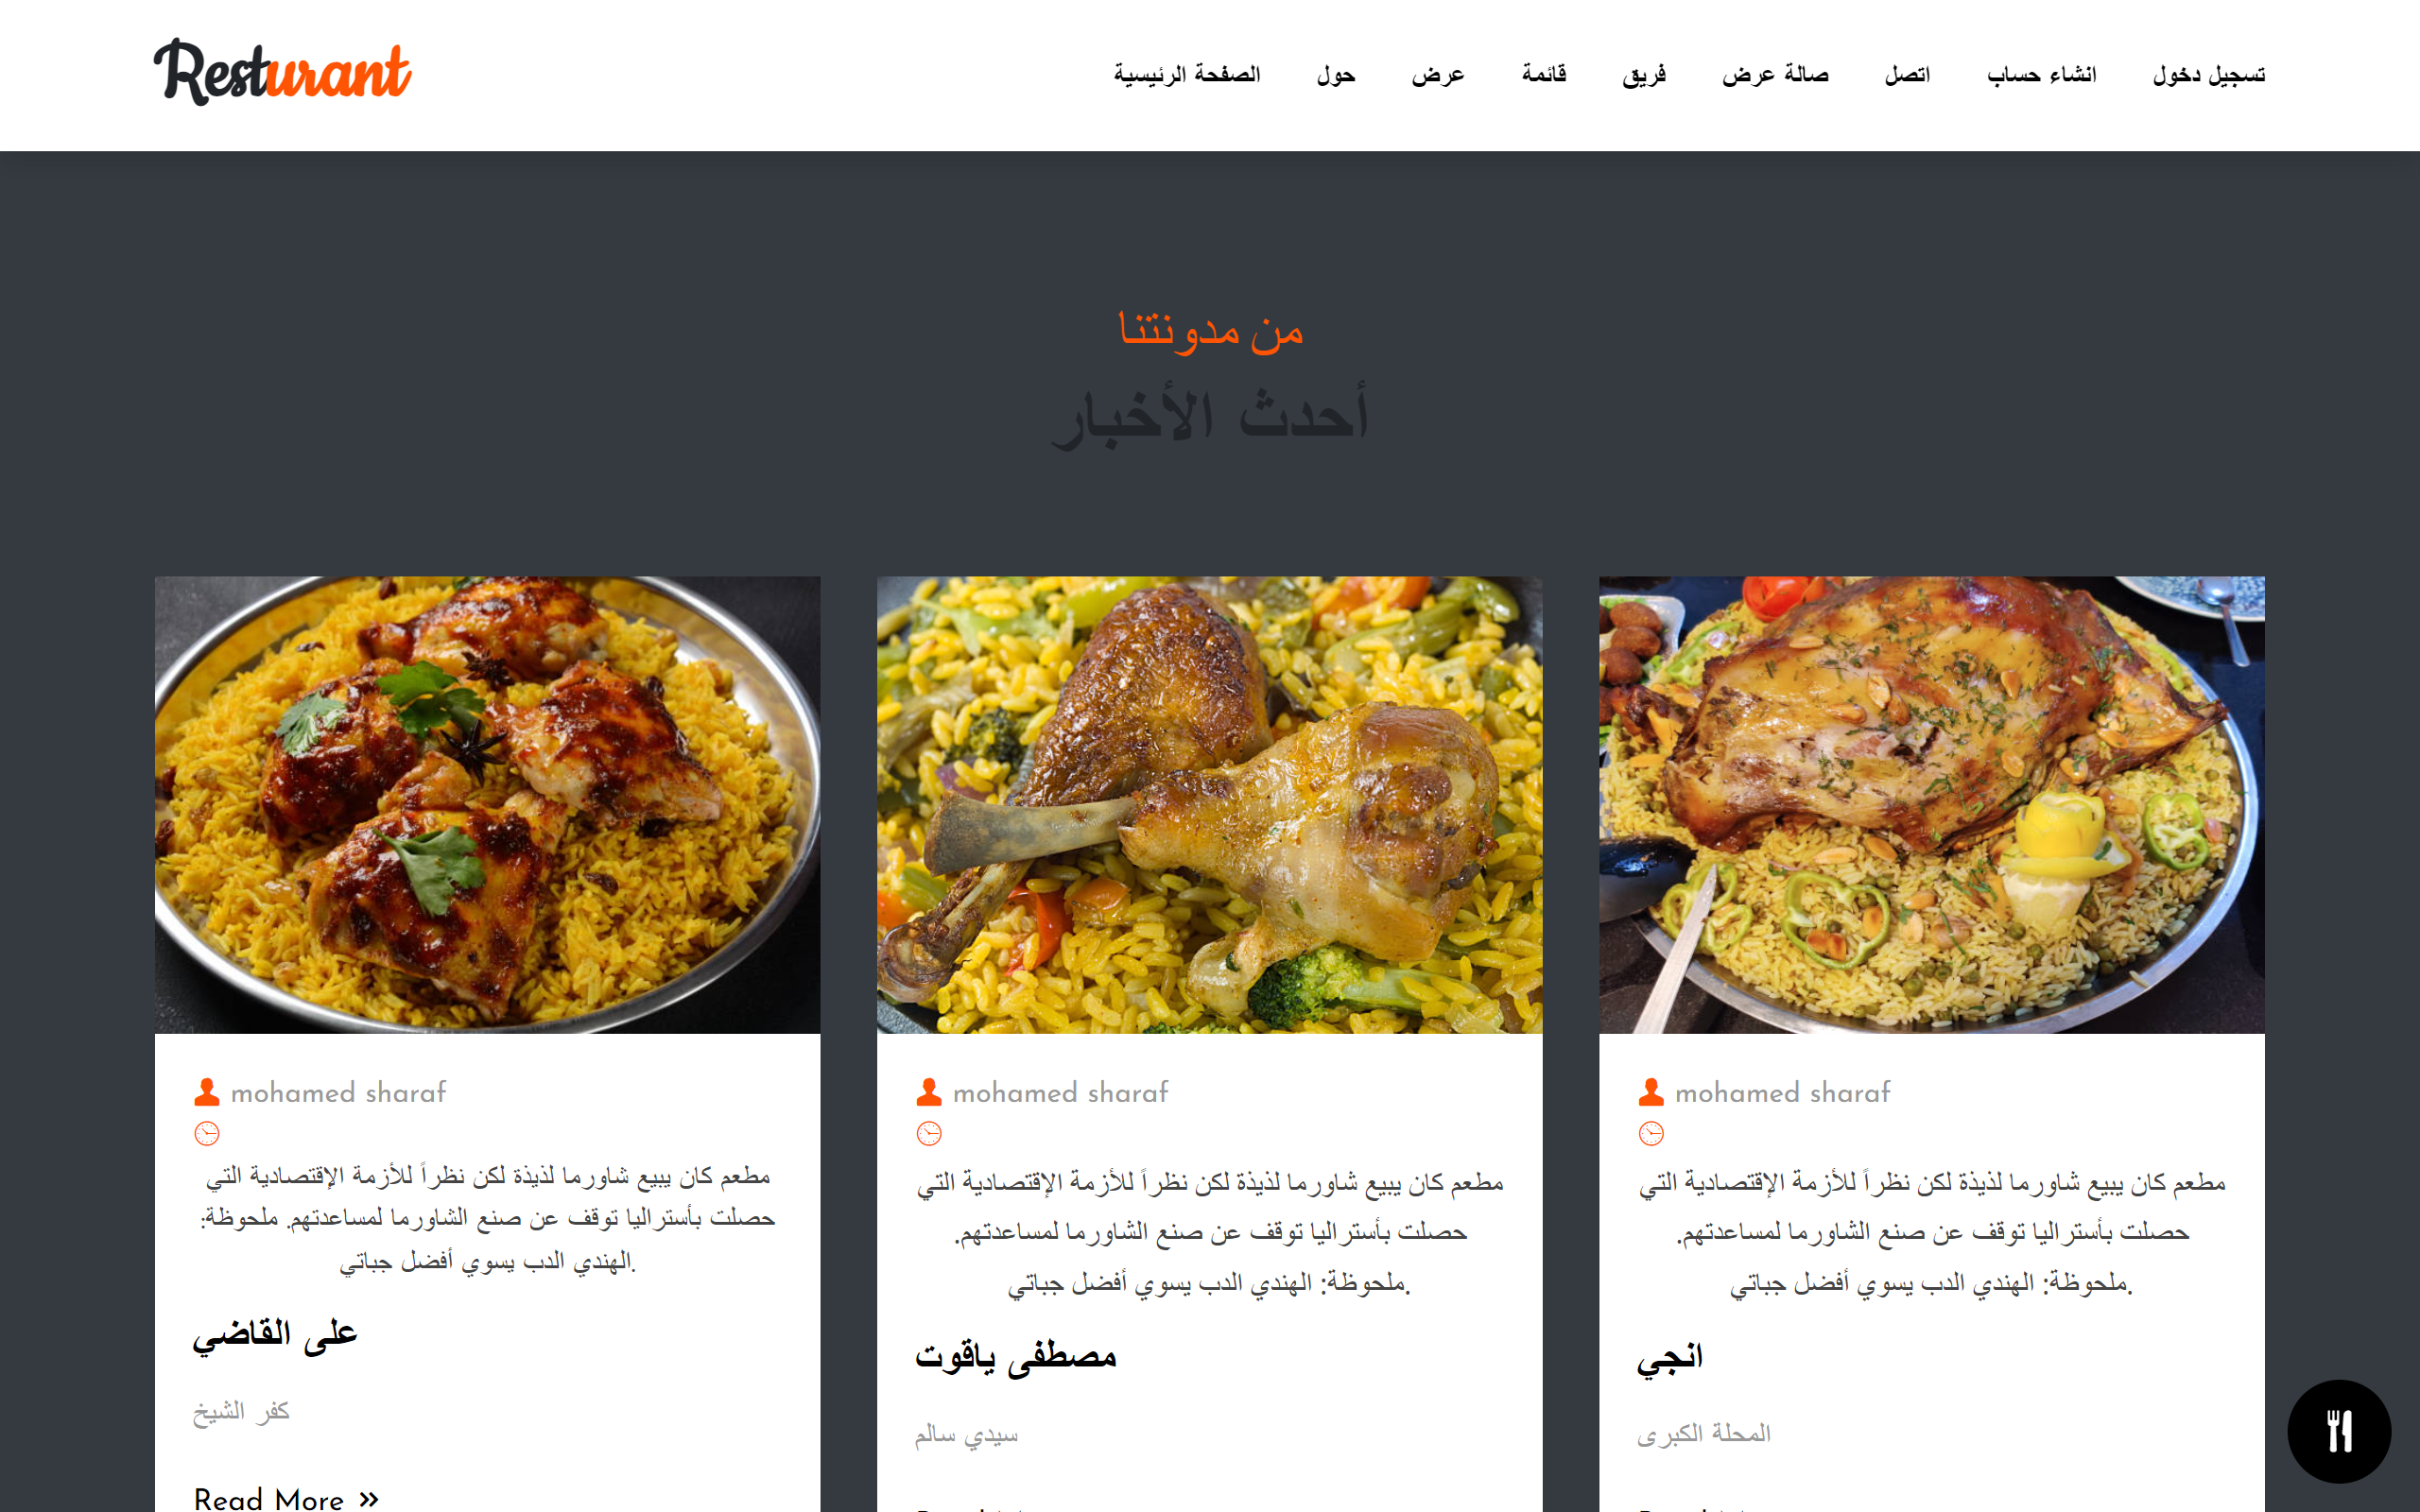 Resturant
الصفحة الرئيسية
حول
عرض
قائمة
فريق
صالة عرض
اتصل
انشاء حساب
تسجيل دخول
من مدونتنا
أحدث الأخبار
mohamed sharaf
مطعم كان يبيع شاورما لذيذة لكن نظراً للأزمة الإقتصادية التي
حصلت بأستراليا توقف عن صنع الشاورما لمساعدتهم. ملحوظة:
.الهندي الدب يسوي أفضل جباتي
على القاضي
كفر الشيخ
Read More »
mohamed sharaf
مطعم كان يبيع شاورما لذيذة لكن نظراً للأزمة الإقتصادية التي
حصلت بأستراليا توقف عن صنع الشاورما لمساعدتهم.
.ملحوظة: الهندي الدب يسوي أفضل جباتي
مصطفى ياقوت
سيدي سالم
mohamed sharaf
مطعم كان يبيع شاورما لذيذة لكن نظراً للأزمة الإقتصادية التي
حصلت بأستراليا توقف عن صنع الشاورما لمساعدتهم.
.ملحوظة: الهندي الدب يسوي أفضل جباتي
انجي
المحلة الكبرى